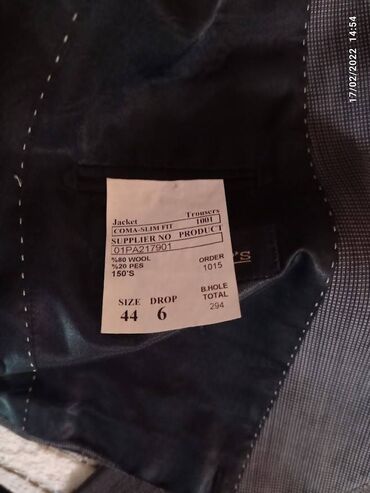 17/02/2022 14:54
Jacket Trousers
COMA-SLIM FIT 1001
SUPPLIER NO PRODUCT
01PA217901
%80 WOOL ORDER
%20 PES 1015
150'S
SIZE DROP B.HOLE TOTAL
44 6 294
'S